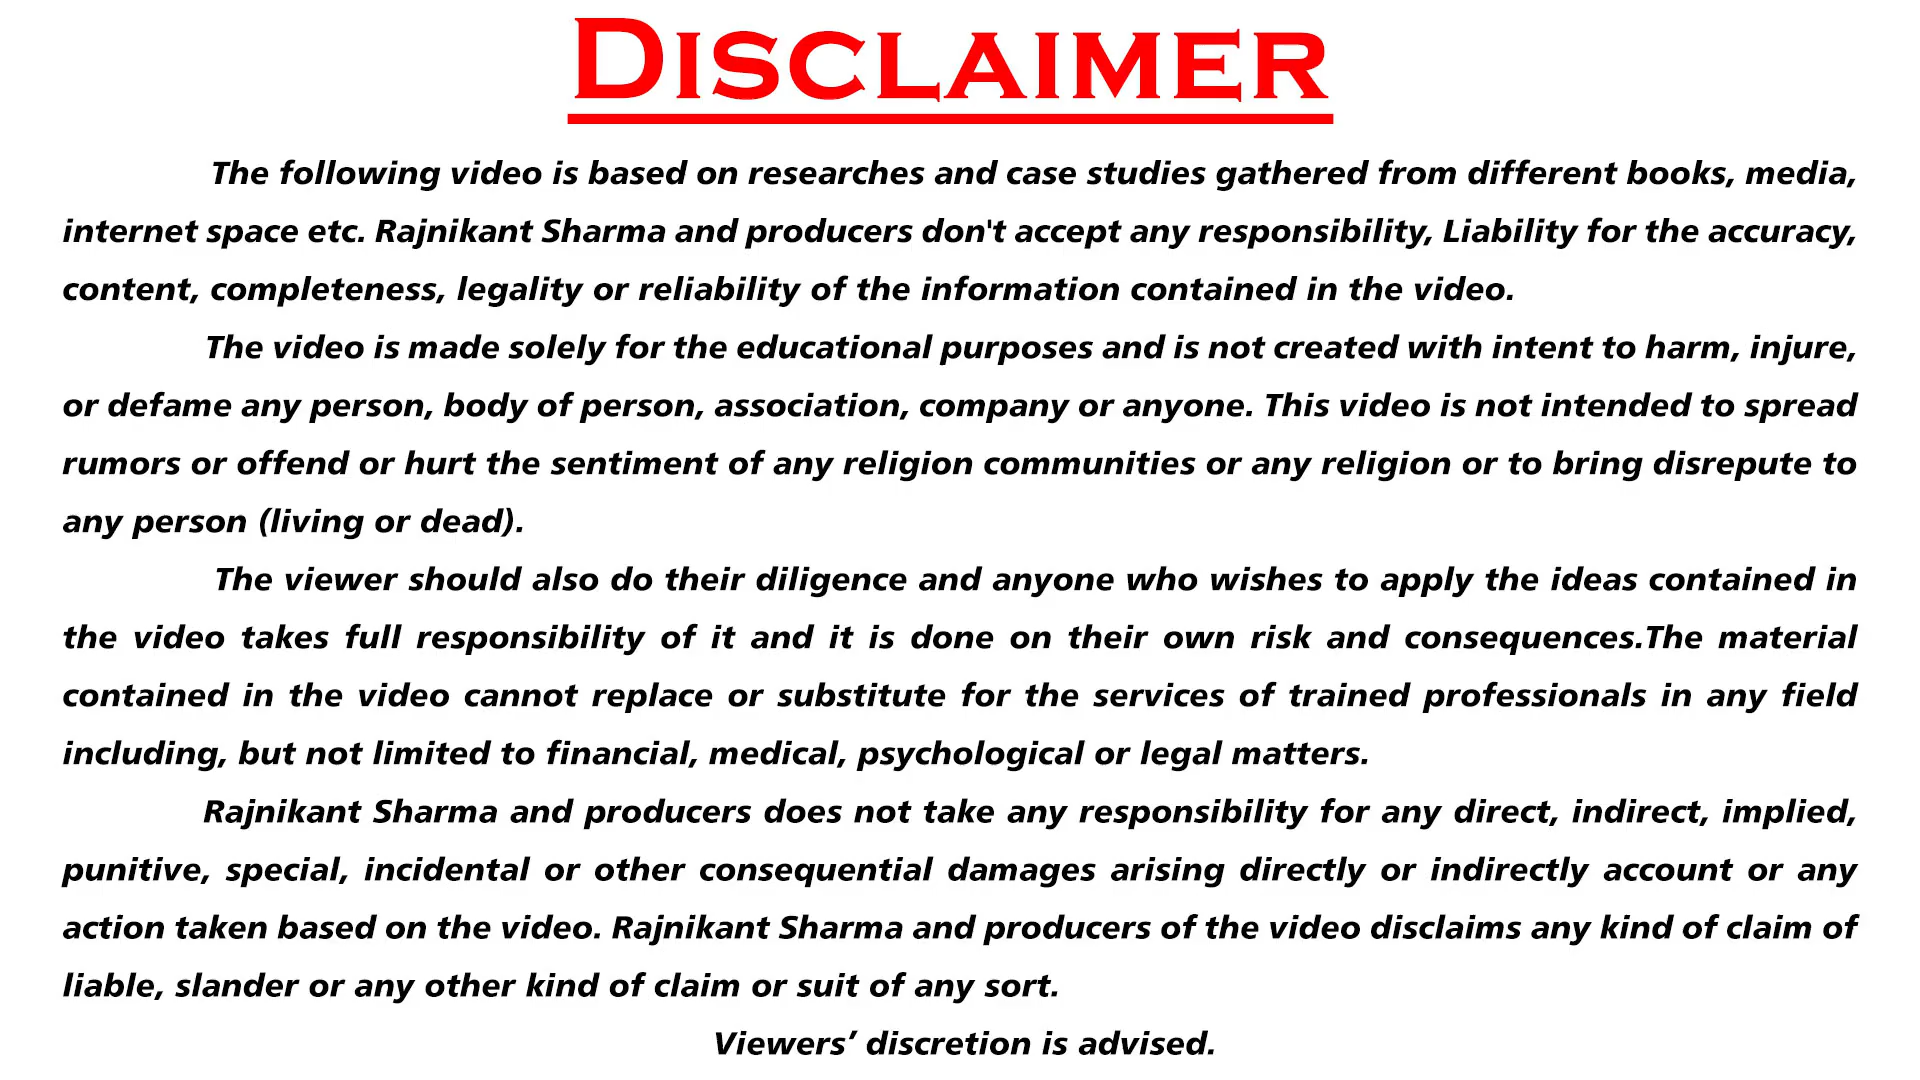 DISCLAIMER
The following video is based on researches and case studies gathered from different books, media,
internet space etc. Rajnikant Sharma and producers don't accept any responsibility, Liability for the accuracy,
content, completeness, legality or reliability of the information contained in the video.
The video is made solely for the educational purposes and is not created with intent to harm, injure,
or defame any person, body of person, association, company or anyone. This video is not intended to spread
rumors or offend or hurt the sentiment of any religion communities or any religion or to bring disrepute to
any person (living or dead).
The viewer should also do their diligence and anyone who wishes to apply the ideas contained in
the video takes full responsibility of it and it is done on their own risk and consequences.The material
contained in the video cannot replace or substitute for the services of trained professionals in any field
including, but not limited to financial, medical, psychological or legal matters.
Rajnikant Sharma and producers does not take any responsibility for any direct, indirect, implied,
punitive, special, incidental or other consequential damages arising directly or indirectly account or any
action taken based on the video. Rajnikant Sharma and producers of the video disclaims any kind of claim of
liable, slander or any other kind of claim or suit of any sort.
Viewers’ discretion is advised.